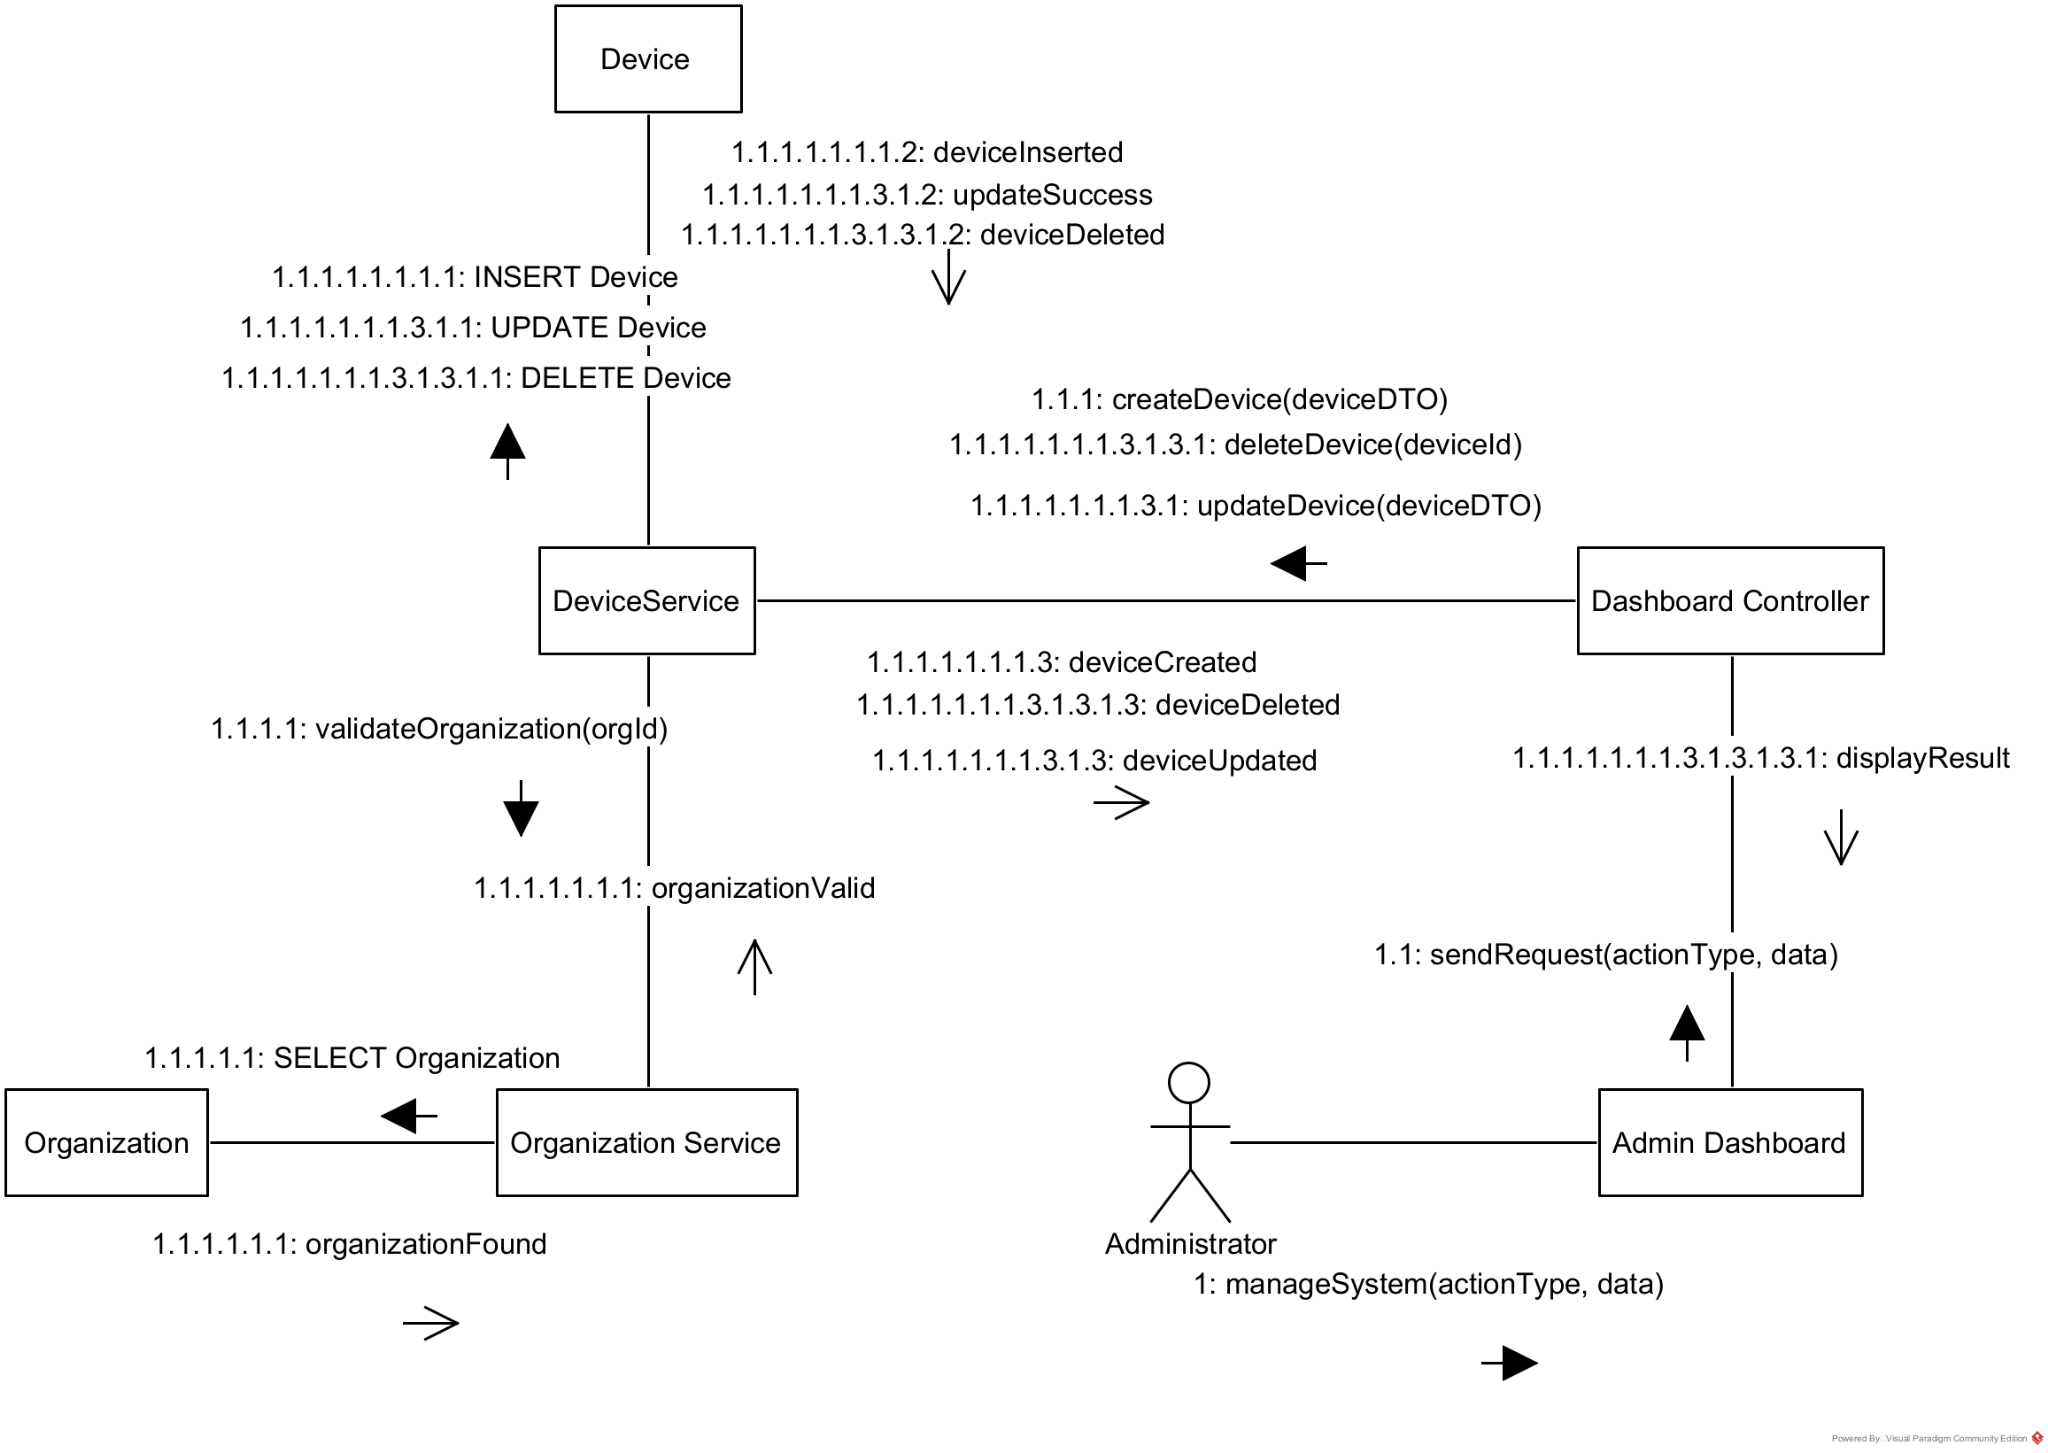 Device
1.1.1.1.1.1.1.2: deviceInserted
1.1.1.1.1.1.1.3.1.2: updateSuccess
1.1.1.1.1.1.1.3.1.3.1.2: deviceDeleted
1.1.1.1.1.1.1.1: INSERT Device
1.1.1.1.1.1.1.3.1.1: UPDATE Device
1.1.1.1.1.1.1.3.1.3.1.1: DELETE Device
1.1.1: createDevice(deviceDTO)
1.1.1.1.1.1.1.3.1.3.1: deleteDevice(deviceId)
1.1.1.1.1.1.1.3.1: updateDevice(deviceDTO)
DeviceService
Dashboard Controller
1.1.1.1.1.1.1.3: deviceCreated
1.1.1.1.1.1.1.3.1.3.1.3: deviceDeleted
1.1.1.1: validateOrganization(orgId)
1.1.1.1.1.1.1.3.1.3: deviceUpdated
1.1.1.1.1.1.1.3.1.3.1.3.1: displayResult
1.1.1.1.1.1.1: organizationValid
1.1: sendRequest(actionType, data)
1.1.1.1.1: SELECT Organization
Organization
Organization Service
Admin Dashboard
Administrator
1.1.1.1.1.1: organizationFound
1: manageSystem(actionType, data)
Powered By Visual Paradigm Community Edition